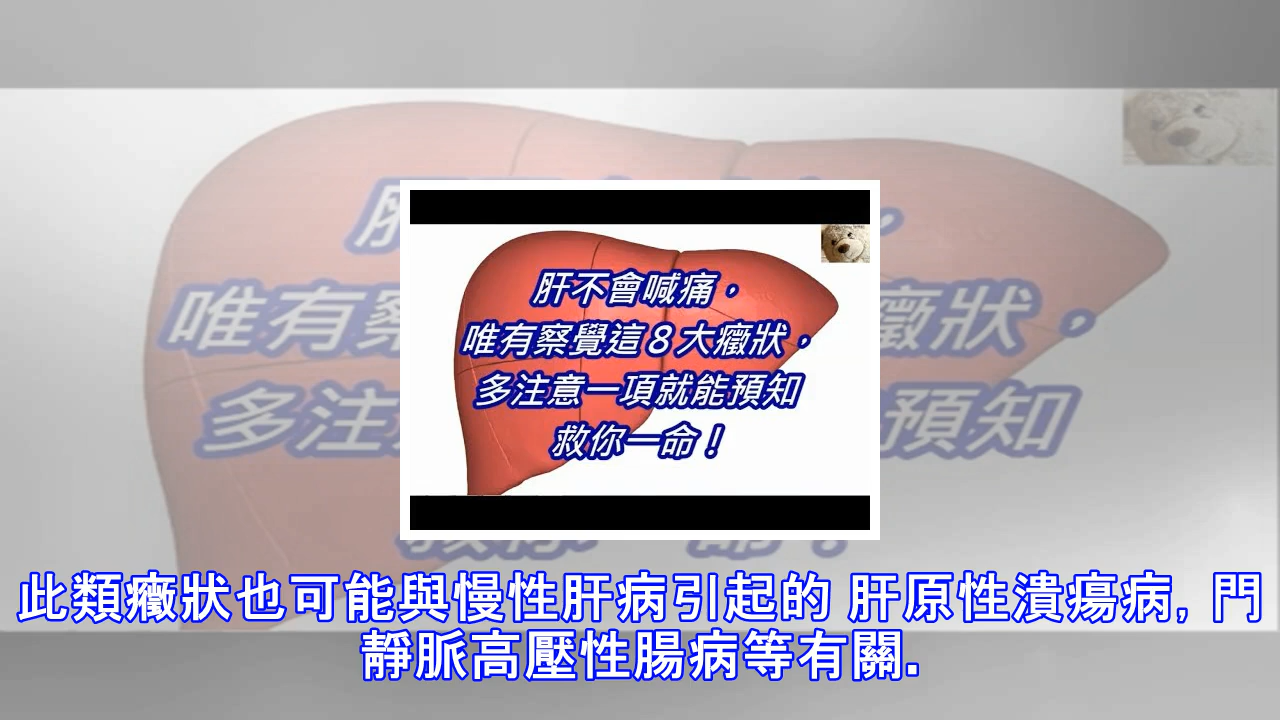 肝不會喊痛，
唯有察覺這８大癥狀，
多注意一項就能預知
救你一命！
此類癥狀也可能與慢性肝病引起的 肝原性潰瘍病, 門
靜脈高壓性腸病等有關.